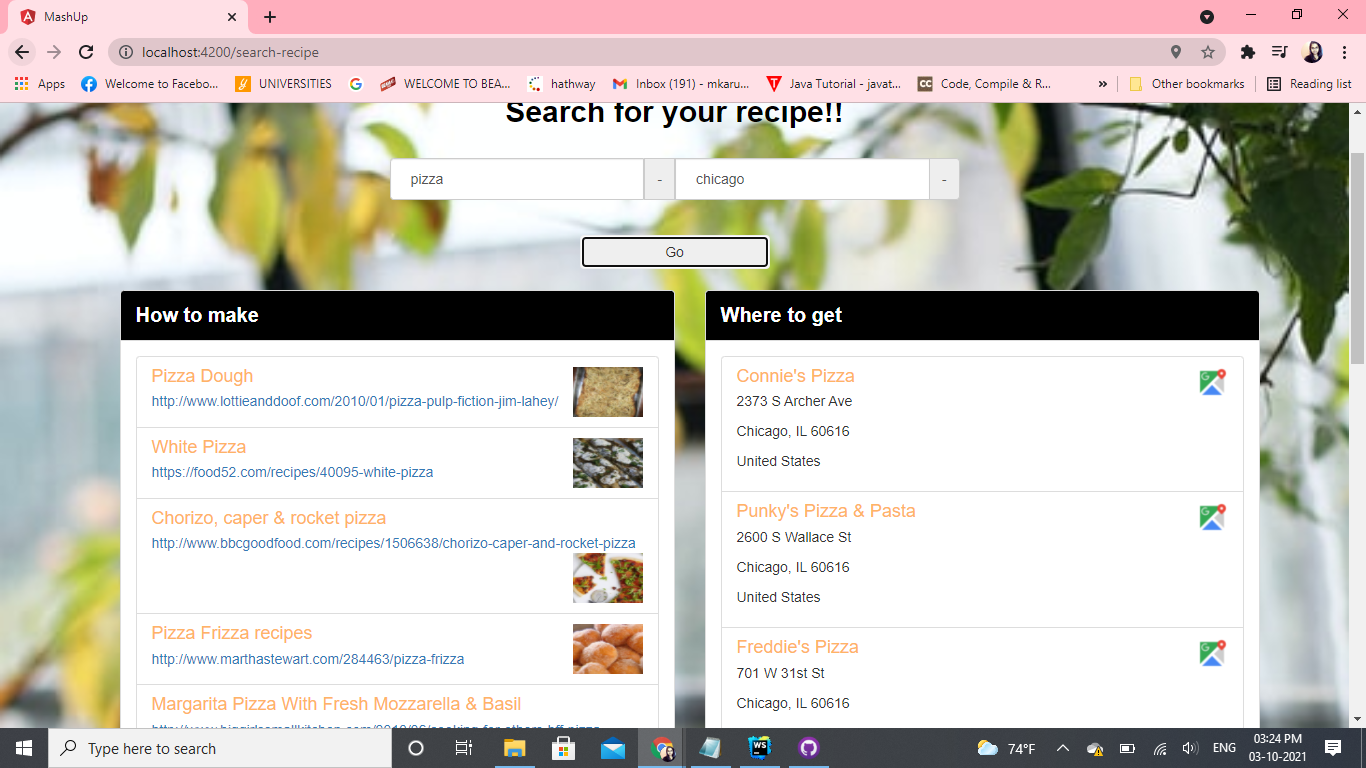 MashUp
localhost:4200/search-recipe
Apps
Welcome to Facebo...
UNIVERSITIES
WELCOME TO BEA...
hathway
Inbox (191) - mkaru...
Java Tutorial - javat...
Code, Compile & R...
»
Other bookmarks
Reading list
Search for your recipe!!
pizza - chicago -
Go
How to make
Pizza Dough
http://www.lottieanddoof.com/2010/01/pizza-pulp-fiction-jim-lahey/
White Pizza
https://food52.com/recipes/40095-white-pizza
Chorizo, caper & rocket pizza
http://www.bbcgoodfood.com/recipes/1506638/chorizo-caper-and-rocket-pizza
Pizza Frizza recipes
http://www.marthastewart.com/284463/pizza-frizza
Margarita Pizza With Fresh Mozzarella & Basil
Where to get
Connie's Pizza
2373 S Archer Ave
Chicago, IL 60616
United States
Punky's Pizza & Pasta
2600 S Wallace St
Chicago, IL 60616
United States
Freddie's Pizza
701 W 31st St
Chicago, IL 60616
Type here to search
74°F
ENG
03:24 PM
03-10-2021